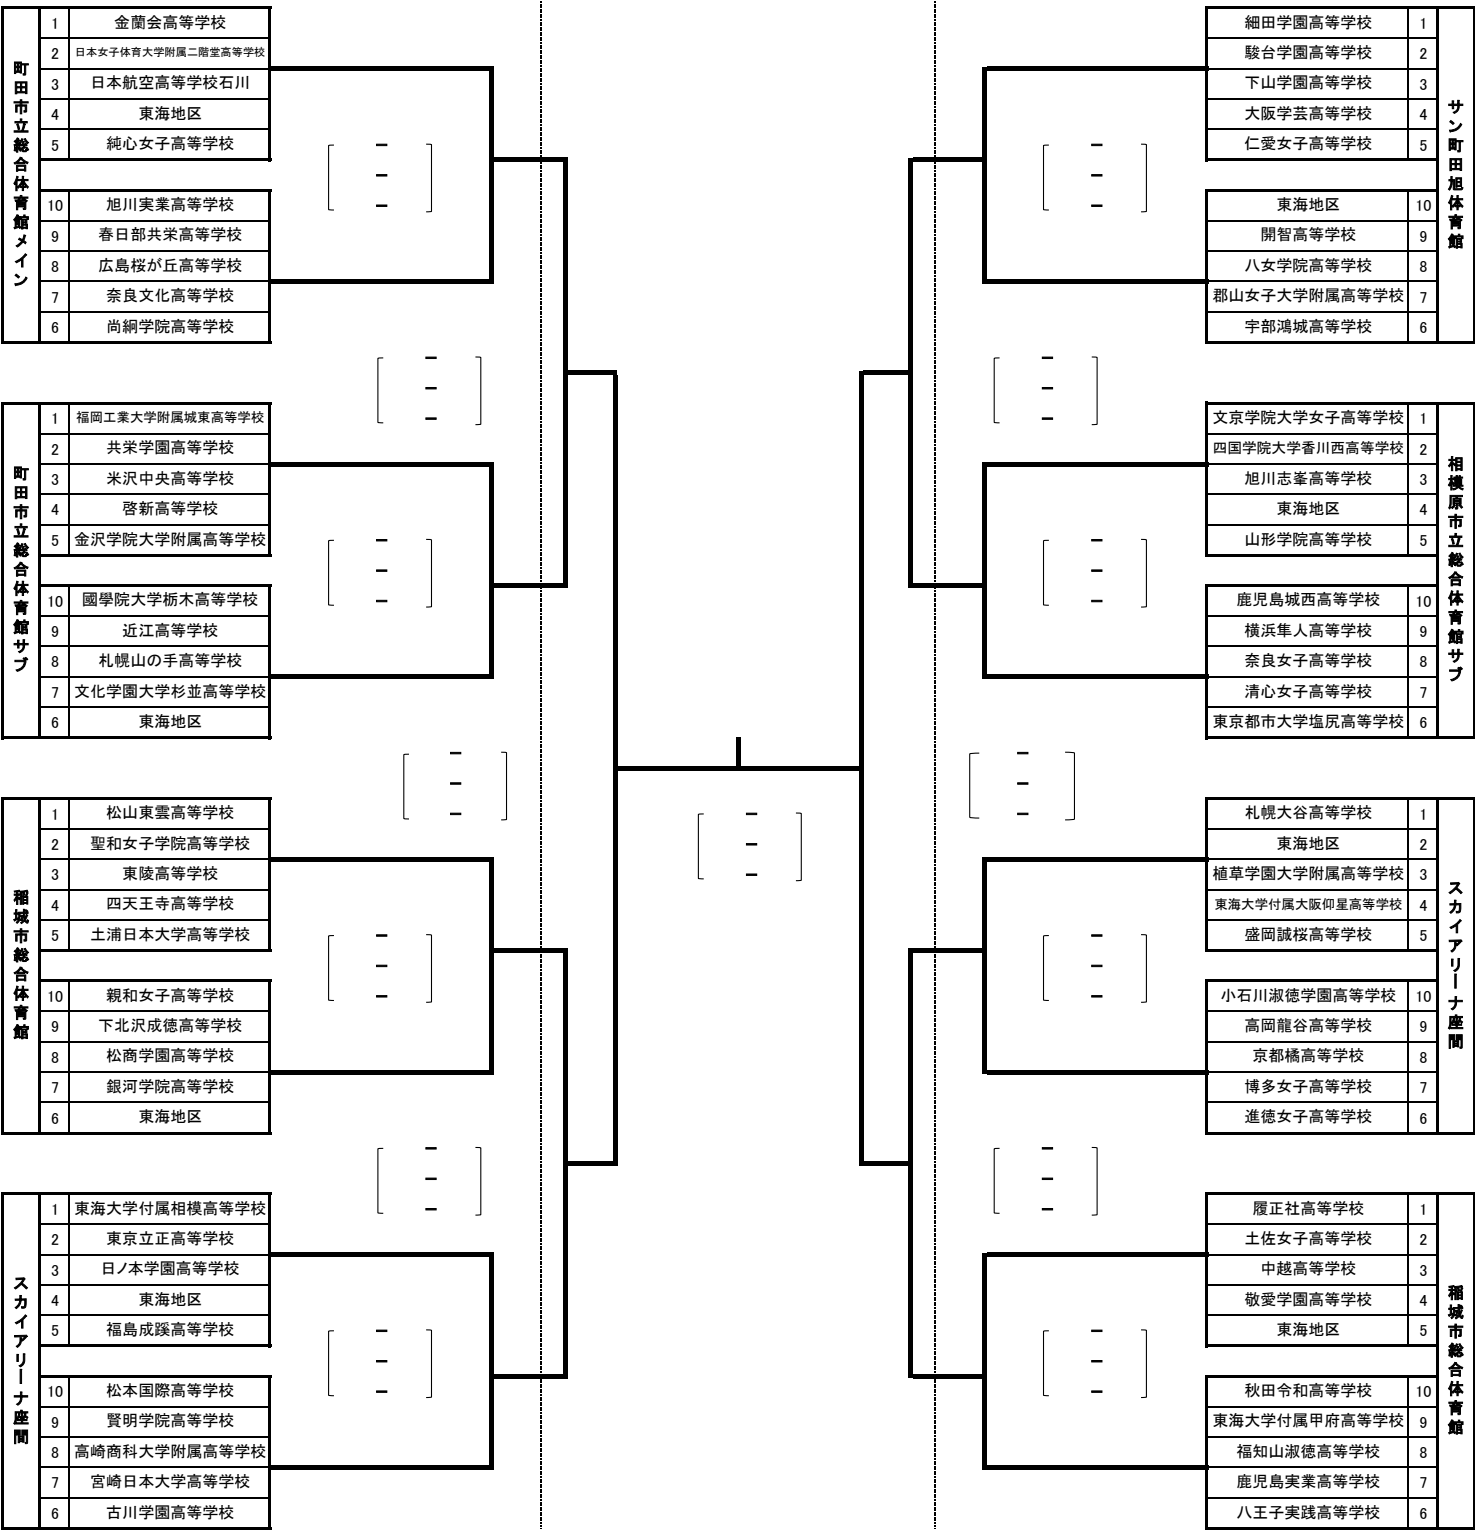 町田市立総合体育館メイン
1 金蘭会高等学校
2 日本女子体育大学附属二階堂高等学校
3 日本航空高等学校石川
4 東海地区
5 純心女子高等学校
10 旭川実業高等学校
9 春日部共栄高等学校
8 広島桜が丘高等学校
7 奈良文化高等学校
6 尚絅学院高等学校
町田市立総合体育館サブ
1 福岡工業大学附属城東高等学校
2 共栄学園高等学校
3 米沢中央高等学校
4 啓新高等学校
5 金沢学院大学附属高等学校
10 國學院大学栃木高等学校
9 近江高等学校
8 札幌山の手高等学校
7 文化学園大学杉並高等学校
6 東海地区
稲城市総合体育館
1 松山東雲高等学校
2 聖和女子学院高等学校
3 東陵高等学校
4 四天王寺高等学校
5 土浦日本大学高等学校
10 親和女子高等学校
9 下北沢成徳高等学校
8 松商学園高等学校
7 銀河学院高等学校
6 東海地区
スカイアリーナ座間
1 東海大学付属相模高等学校
2 東京立正高等学校
3 日ノ本学園高等学校
4 東海地区
5 福島成蹊高等学校
10 松本国際高等学校
9 賢明学院高等学校
8 高崎商科大学附属高等学校
7 宮崎日本大学高等学校
6 古川学園高等学校
サン町田旭体育館
細田学園高等学校 1
駿台学園高等学校 2
下山学園高等学校 3
大阪学芸高等学校 4
仁愛女子高等学校 5
東海地区 10
開智高等学校 9
八女学院高等学校 8
郡山女子大学附属高等学校 7
宇部鴻城高等学校 6
相模原市立総合体育館サブ
文京学院大学女子高等学校 1
四国学院大学香川西高等学校 2
旭川志峯高等学校 3
東海地区 4
山形学院高等学校 5
鹿児島城西高等学校 10
横浜隼人高等学校 9
奈良女子高等学校 8
清心女子高等学校 7
東京都市大学塩尻高等学校 6
スカイアリーナ座間
札幌大谷高等学校 1
東海地区 2
植草学園大学附属高等学校 3
東海大学付属大阪仰星高等学校 4
盛岡誠桜高等学校 5
小石川淑徳学園高等学校 10
高岡龍谷高等学校 9
京都橘高等学校 8
博多女子高等学校 7
進徳女子高等学校 6
稲城市総合体育館
履正社高等学校 1
土佐女子高等学校 2
中越高等学校 3
敬愛学園高等学校 4
東海地区 5
秋田令和高等学校 10
東海大学付属甲府高等学校 9
福知山淑徳高等学校 8
鹿児島実業高等学校 7
八王子実践高等学校 6